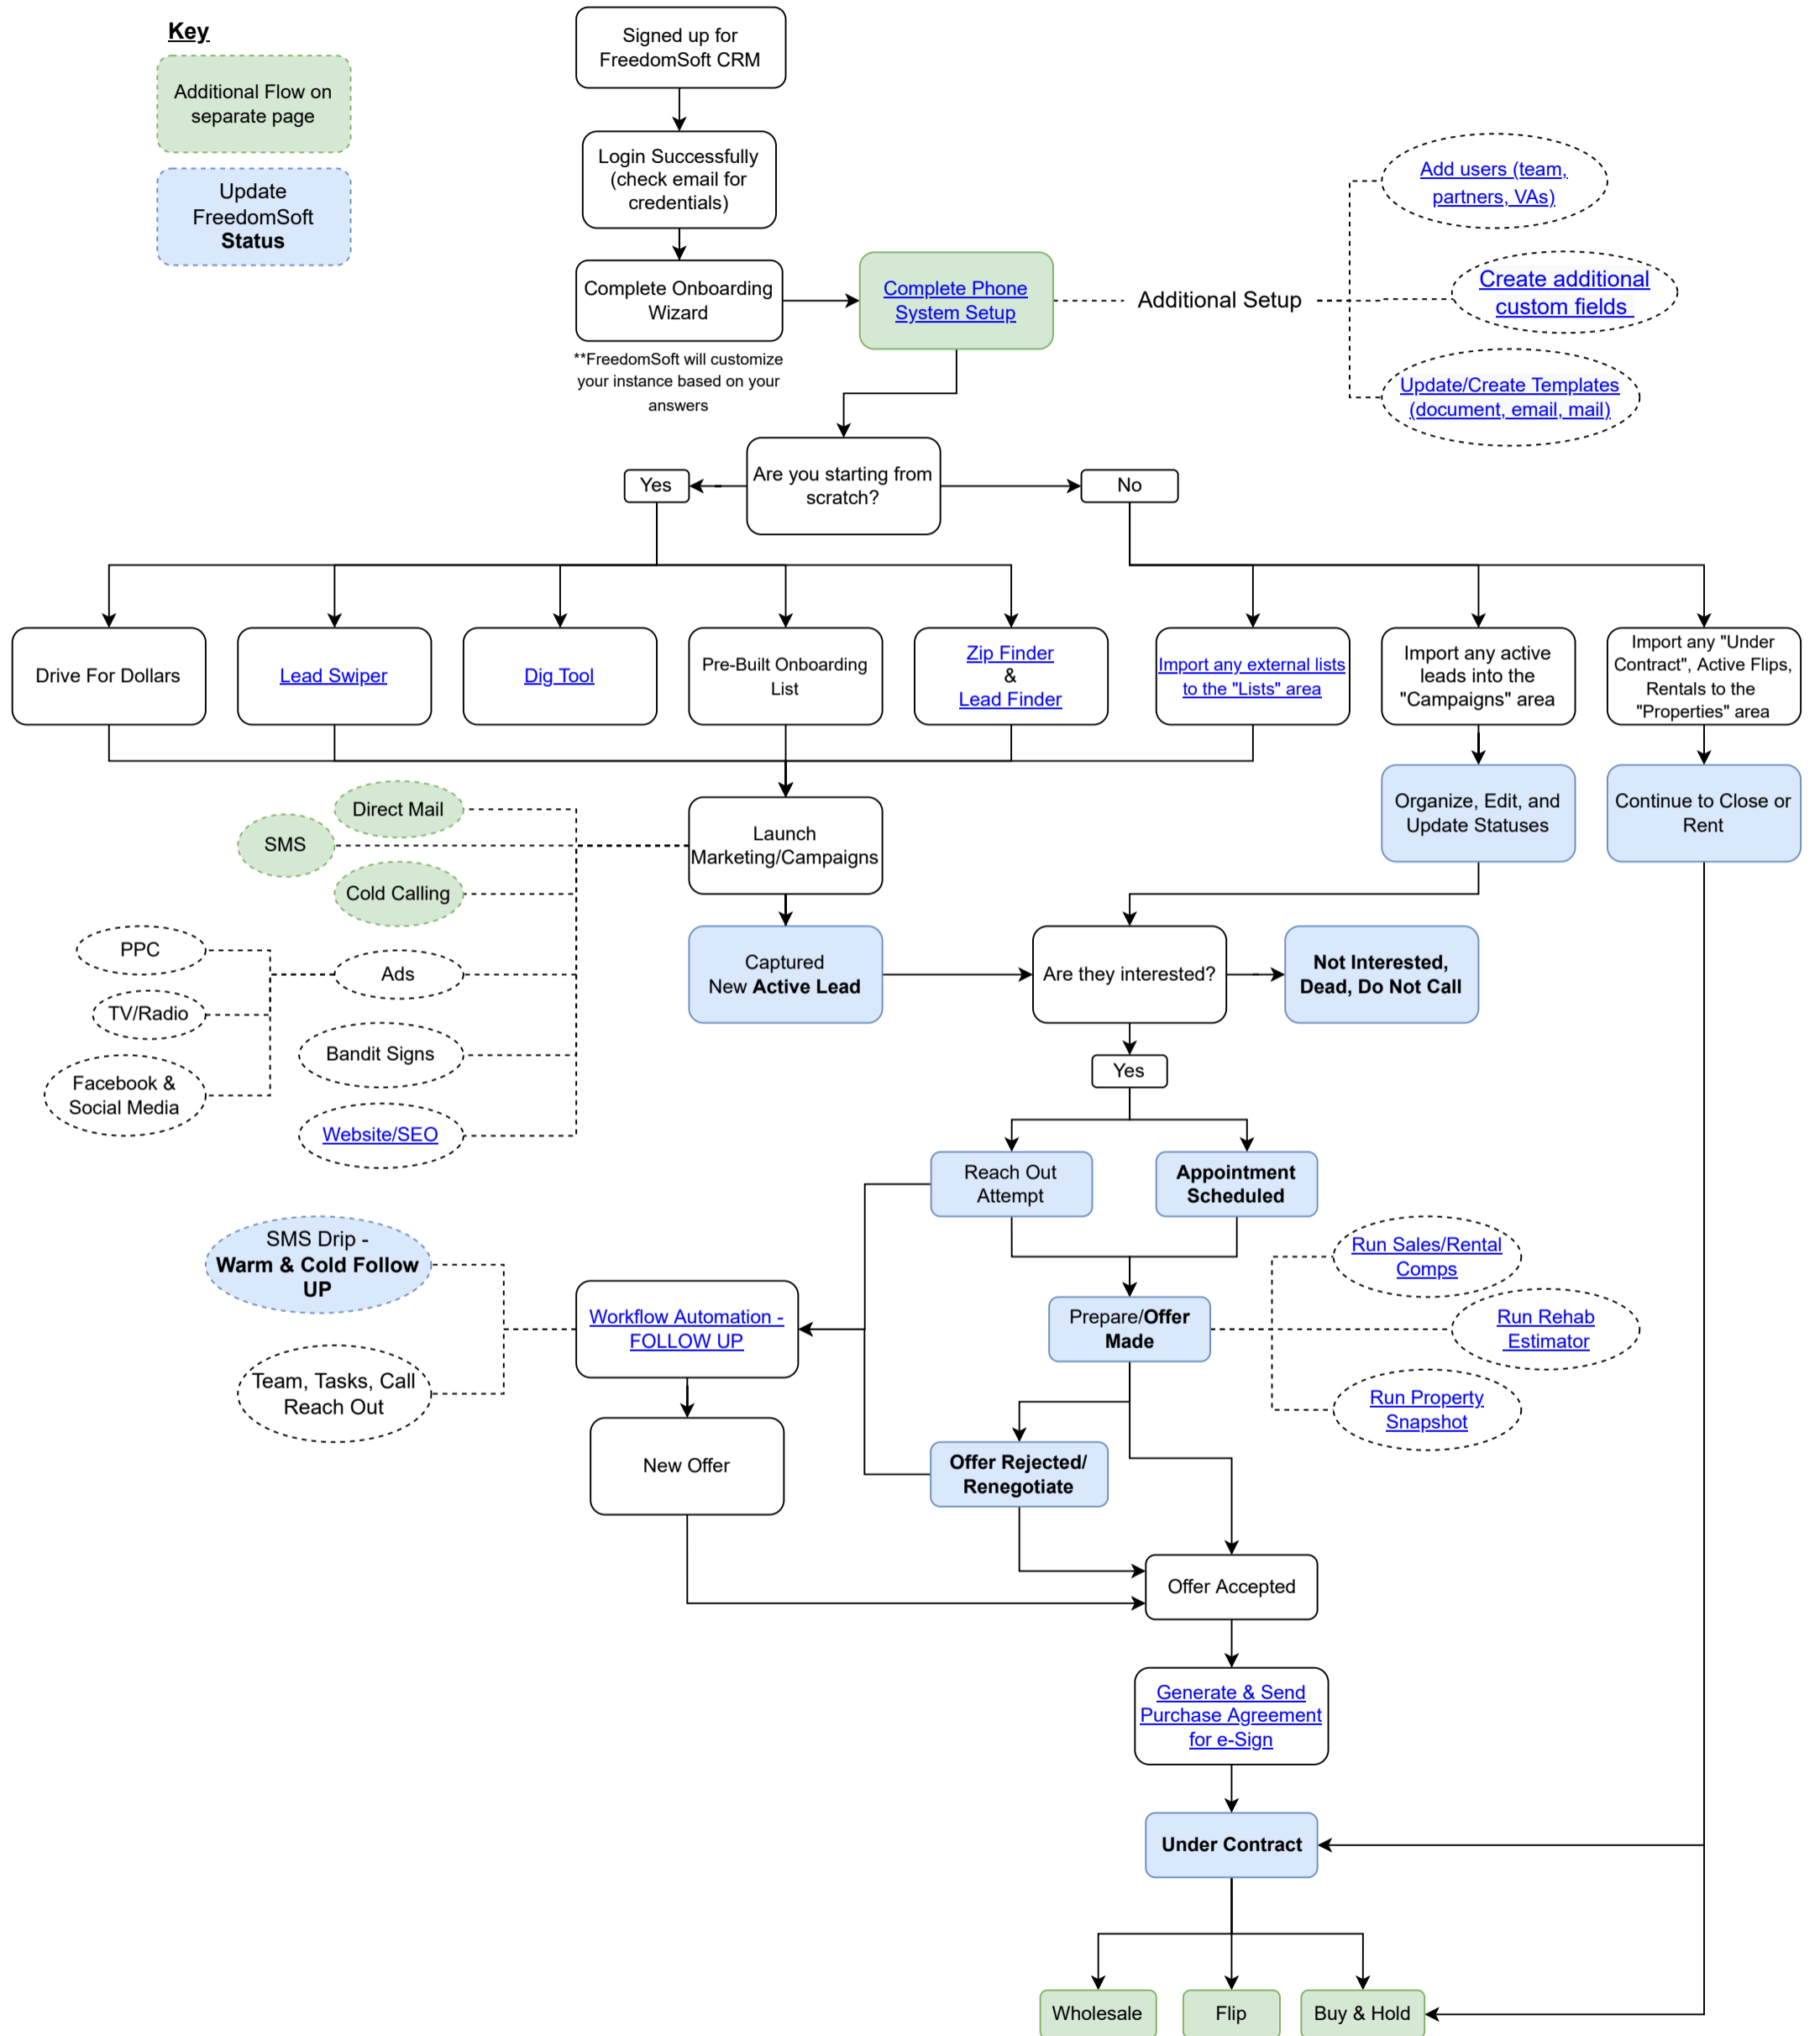 Key
Additional Flow on
separate page
Update
FreedomSoft
Status
Signed up for
FreedomSoft CRM
Login Successfully
(check email for
credentials)
Complete Onboarding
Wizard
**FreedomSoft will customize
your instance based on your
answers
Complete Phone
System Setup
Additional Setup
Add users (team,
partners, VAs)
Create additional
custom fields
Update/Create Templates
(document, email, mail)
Are you starting from
scratch?
Yes
No
Drive For Dollars
Lead Swiper
Dig Tool
Pre-Built Onboarding
List
Zip Finder
&
Lead Finder
Import any external lists
to the "Lists" area
Import any active
leads into the
"Campaigns" area
Import any "Under
Contract", Active Flips,
Rentals to the
"Properties" area
Launch
Marketing/Campaigns
Organize, Edit, and
Update Statuses
Continue to Close or
Rent
Direct Mail
SMS
Cold Calling
PPC
Ads
TV/Radio
Bandit Signs
Facebook &
Social Media
Website/SEO
Captured
New Active Lead
Are they interested?
Not Interested,
Dead, Do Not Call
Yes
Reach Out
Attempt
Appointment
Scheduled
SMS Drip -
Warm & Cold Follow
UP
Team, Tasks, Call
Reach Out
Workflow Automation -
FOLLOW UP
Prepare/Offer
Made
Run Sales/Rental
Comps
Run Rehab
Estimator
Run Property
Snapshot
New Offer
Offer Rejected/
Renegotiate
Offer Accepted
Generate & Send
Purchase Agreement
for e-Sign
Under Contract
Wholesale
Flip
Buy & Hold